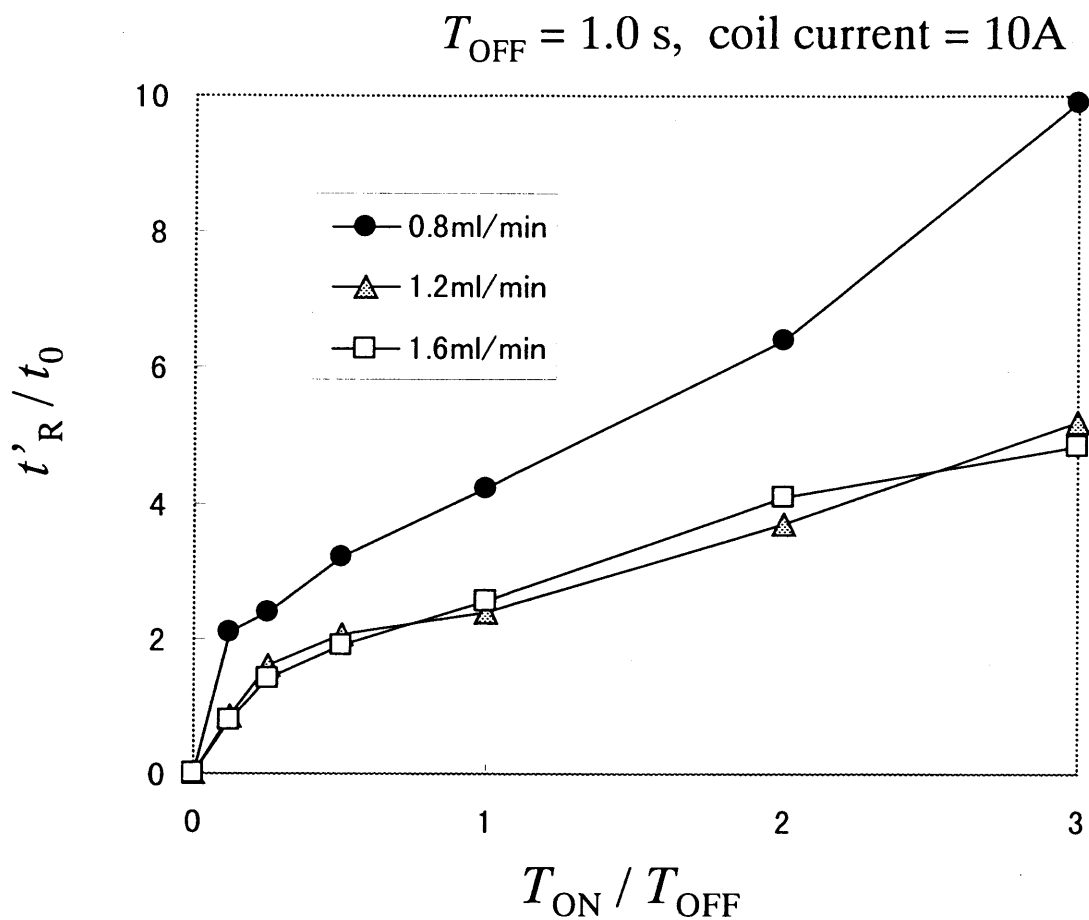 T_OFF = 1.0 s, coil current = 10A
10
8
6
4
2
0
t'_R / t_0
0.8ml/min
1.2ml/min
1.6ml/min
0
1
2
3
T_ON / T_OFF